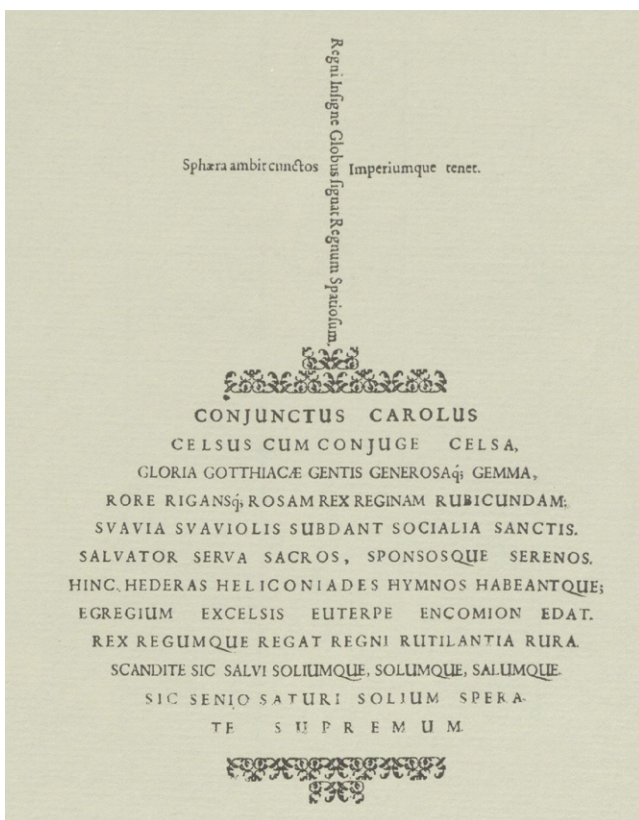 Regni Inſigne Globus ſignat Regnum Spatioſum.
Sphæra ambit cunctos Imperiumque tenet.
CONJUNCTUS CAROLUS
CELSUS CUM CONJUGE CELSA,
GLORIA GOTTHIACÆ GENTIS GENEROSAq́; GEMMA,
RORE RIGANSq́; ROSAM REX REGINAM RUBICUNDAM:
SVAVIA SVAVIOLIS SUBDANT SOCIALIA SANCTIS.
SALVATOR SERVA SACROS, SPONSOSQUE SERENOS.
HINC HEDERAS HELICONIADES HYMNOS HABEANTQUE;
EGREGIUM EXCELSIS EUTERPE ENCOMION EDAT.
REX REGUMQUE REGAT REGNI RUTILANTIA RURA.
SCANDITE SIC SALVI SOLIUMQUE, SOLUMQUE, SALUMQUE.
SIC SENIO SATURI SOLIUM SPERA-
TE SUPREMUM.